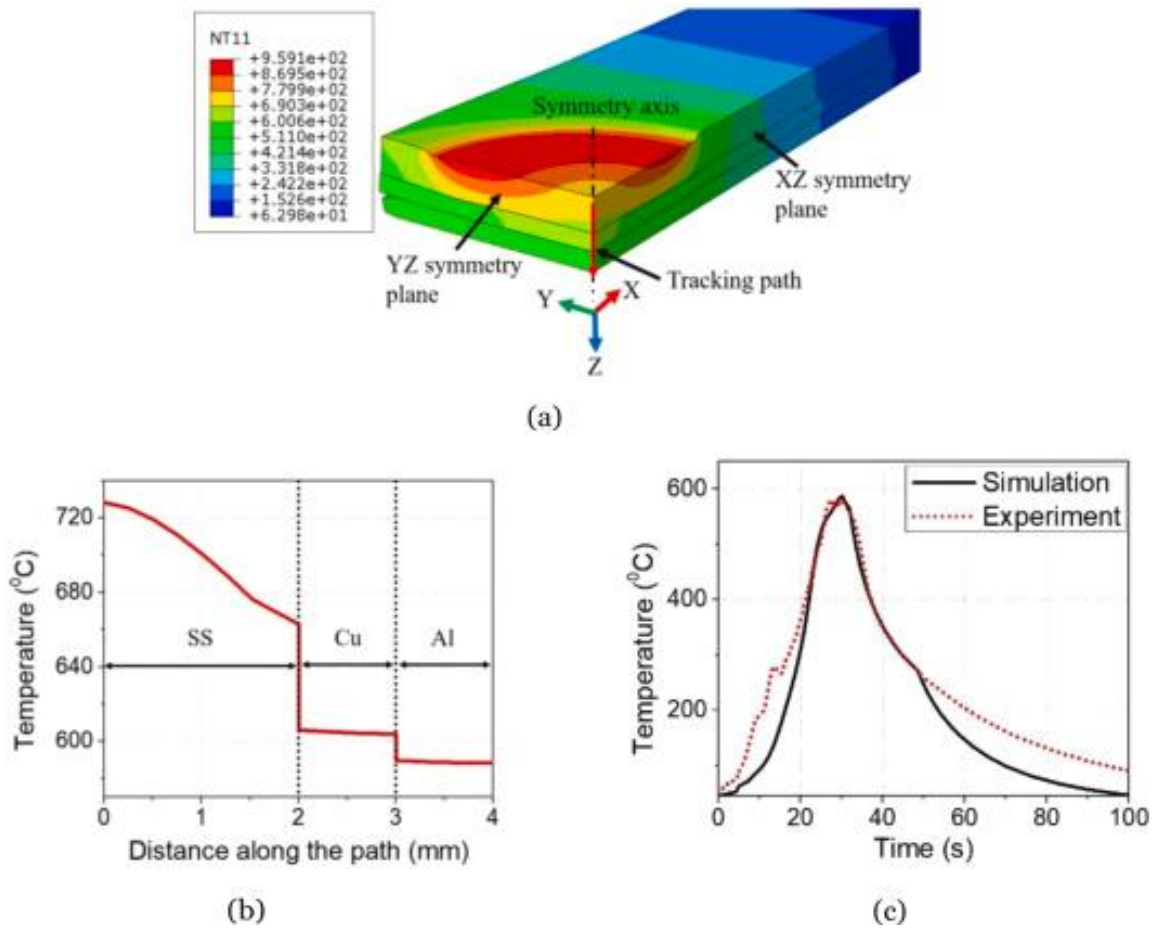 NT11
+9.591e+02
+8.695e+02
+7.799e+02
+6.903e+02
+6.006e+02
+5.110e+02
+4.214e+02
+3.318e+02
+2.422e+02
+1.526e+02
+6.298e+01
Symmetry axis
XZ symmetry
plane
YZ symmetry
plane
Tracking path
X
Y
Z
(a)
720
680
640
600
Temperature (⁰C)
SS
Cu
Al
0
1
2
3
4
Distance along the path (mm)
(b)
600
400
200
Temperature (⁰C)
Simulation
Experiment
0
20
40
60
80
100
Time (s)
(c)